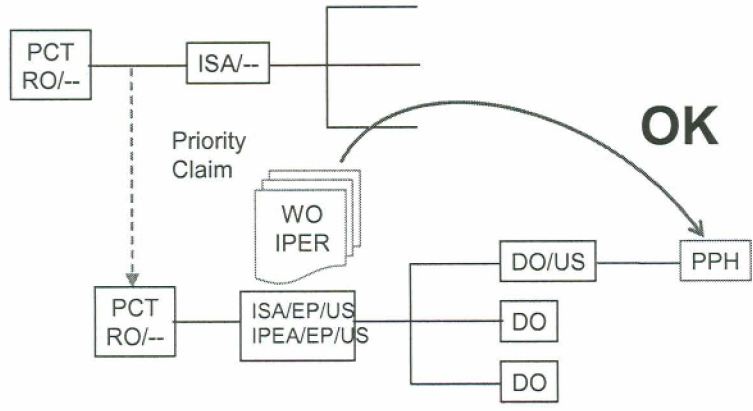 PCT
RO/--
ISA/--
OK
Priority
Claim
WO
IPER
DO/US
PPH
PCT
RO/--
ISA/EP/US
IPEA/EP/US
DO
DO